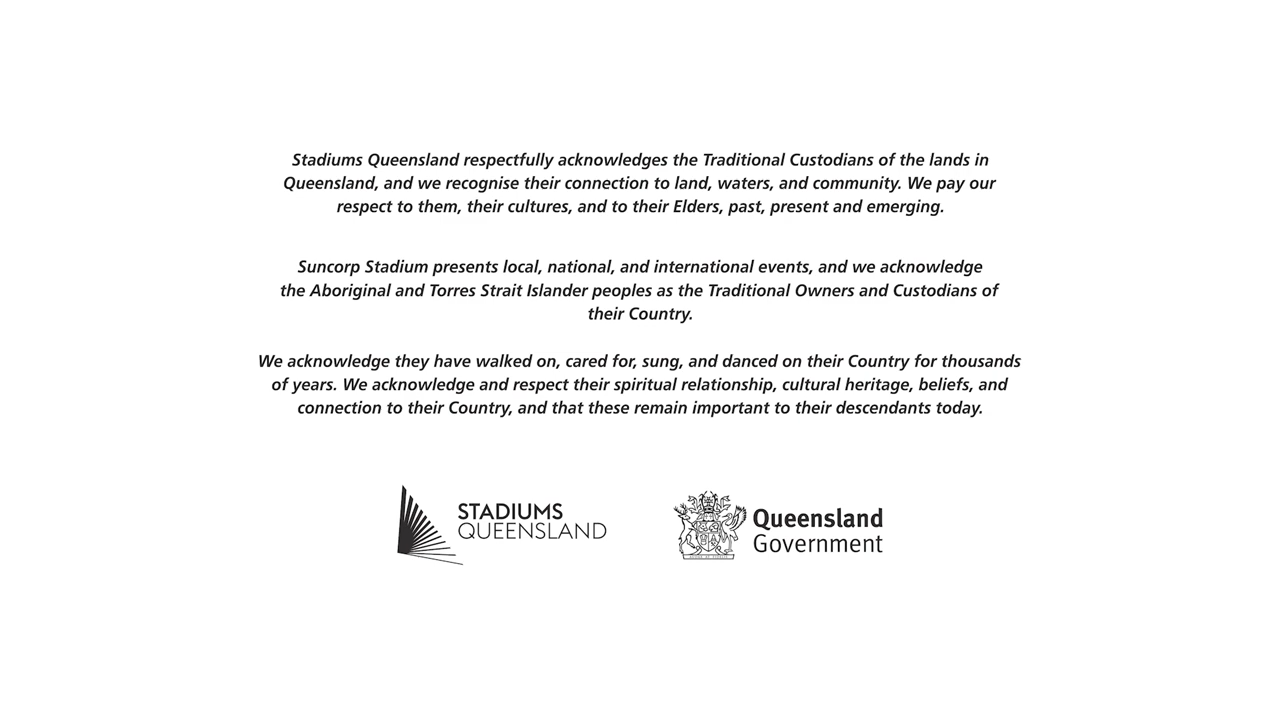 Stadiums Queensland respectfully acknowledges the Traditional Custodians of the lands in
Queensland, and we recognise their connection to land, waters, and community. We pay our
respect to them, their cultures, and to their Elders, past, present and emerging.
Suncorp Stadium presents local, national, and international events, and we acknowledge
the Aboriginal and Torres Strait Islander peoples as the Traditional Owners and Custodians of
their Country.
We acknowledge they have walked on, cared for, sung, and danced on their Country for thousands
of years. We acknowledge and respect their spiritual relationship, cultural heritage, beliefs, and
connection to their Country, and that these remain important to their descendants today.
STADIUMS
QUEENSLAND
Queensland
Government